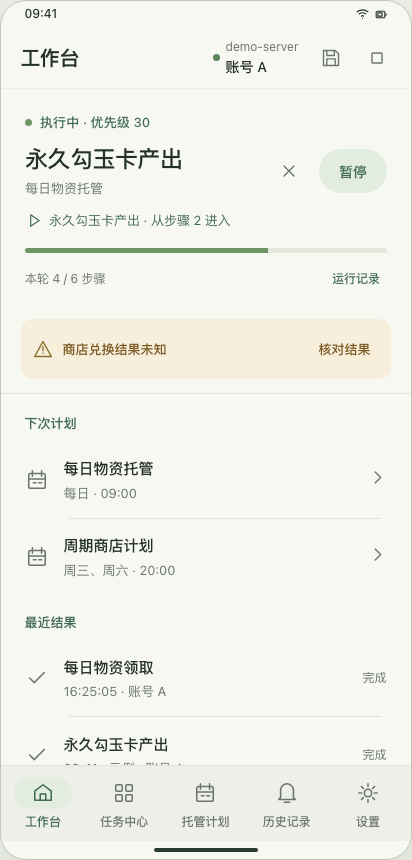 09:41
工作台
demo-server
账号 A
执行中 · 优先级 30
永久勾玉卡产出
每日物资托管
暂停
永久勾玉卡产出 · 从步骤 2 进入
本轮 4 / 6 步骤
运行记录
商店兑换结果未知
核对结果
下次计划
每日物资托管
每日 · 09:00
周期商店计划
周三、周六 · 20:00
最近结果
每日物资领取
16:25:05 · 账号 A
完成
永久勾玉卡产出
完成
工作台
任务中心
托管计划
历史记录
设置